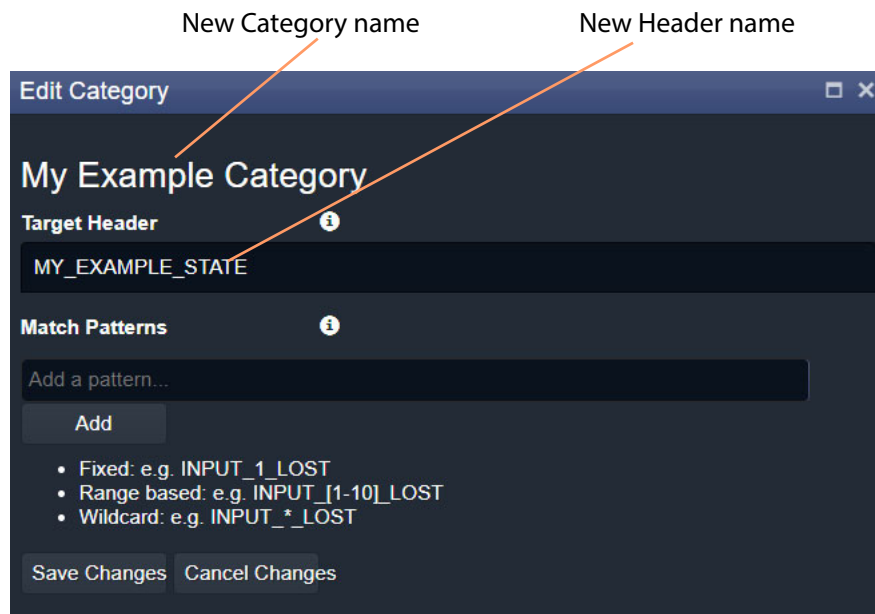 New Category name New Header name
Edit Category
My Example Category
Target Header
MY_EXAMPLE_STATE
Match Patterns
Add a pattern...
Add
• Fixed: e.g. INPUT_1_LOST
• Range based: e.g. INPUT_[1-10]_LOST
• Wildcard: e.g. INPUT_*_LOST
Save Changes Cancel Changes